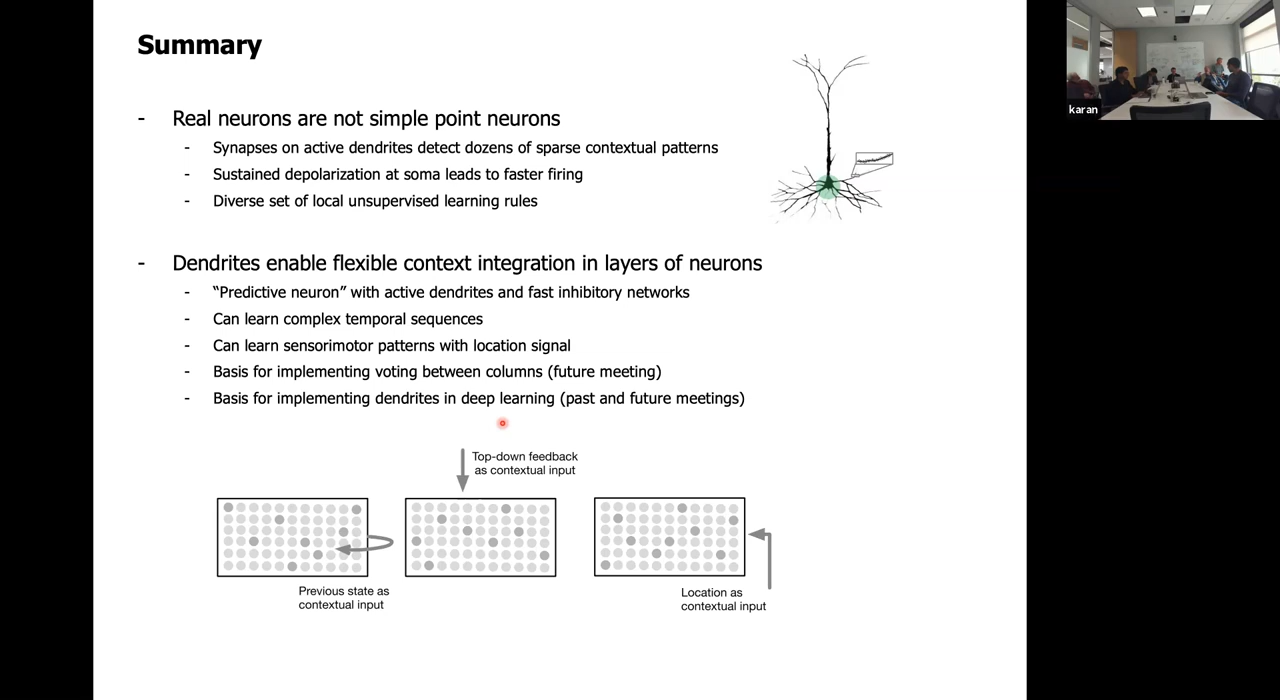 Summary
- Real neurons are not simple point neurons
- Synapses on active dendrites detect dozens of sparse contextual patterns
- Sustained depolarization at soma leads to faster firing
- Diverse set of local unsupervised learning rules
- Dendrites enable flexible context integration in layers of neurons
- “Predictive neuron” with active dendrites and fast inhibitory networks
- Can learn complex temporal sequences
- Can learn sensorimotor patterns with location signal
- Basis for implementing voting between columns (future meeting)
- Basis for implementing dendrites in deep learning (past and future meetings)
Top-down feedback
as contextual input
Previous state as
contextual input
Location as
contextual input
karan